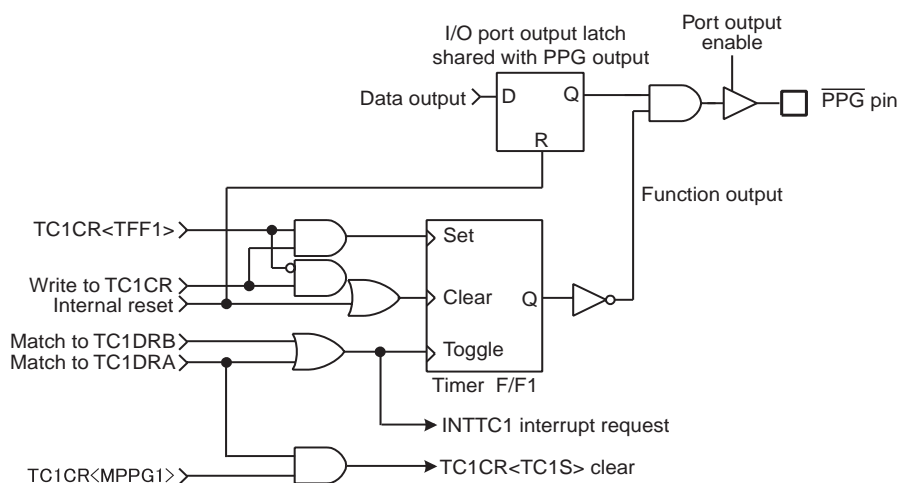 I/O port output latch
shared with PPG output
Port output
enable
Data output
D
Q
R
PPG pin
Function output
TC1CR<TFF1>
Set
Write to TC1CR
Internal reset
Clear
Q
Match to TC1DRB
Match to TC1DRA
Toggle
Timer F/F1
INTTC1 interrupt request
TC1CR<TC1S> clear
TC1CR<MPPG1>